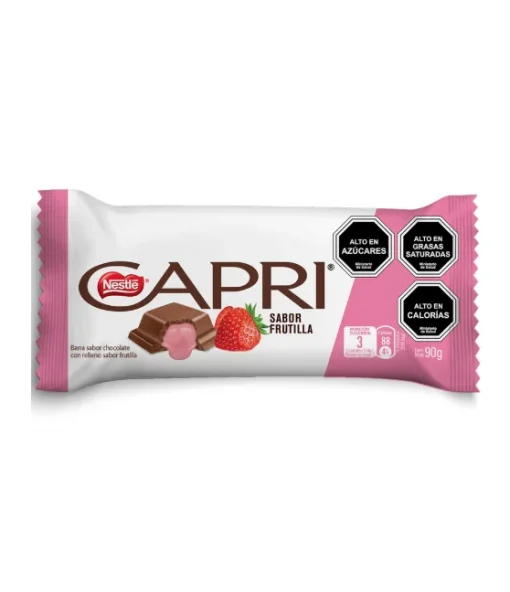 Nestlé
CAPRI®
SABOR
FRUTILLA
Barra sabor chocolate
con relleno sabor frutilla
ALTO EN
AZÚCARES
Ministerio
de Salud
ALTO EN
GRASAS
SATURADAS
Ministerio
de Salud
ALTO EN
CALORÍAS
Ministerio
de Salud
3
88
4%
90g